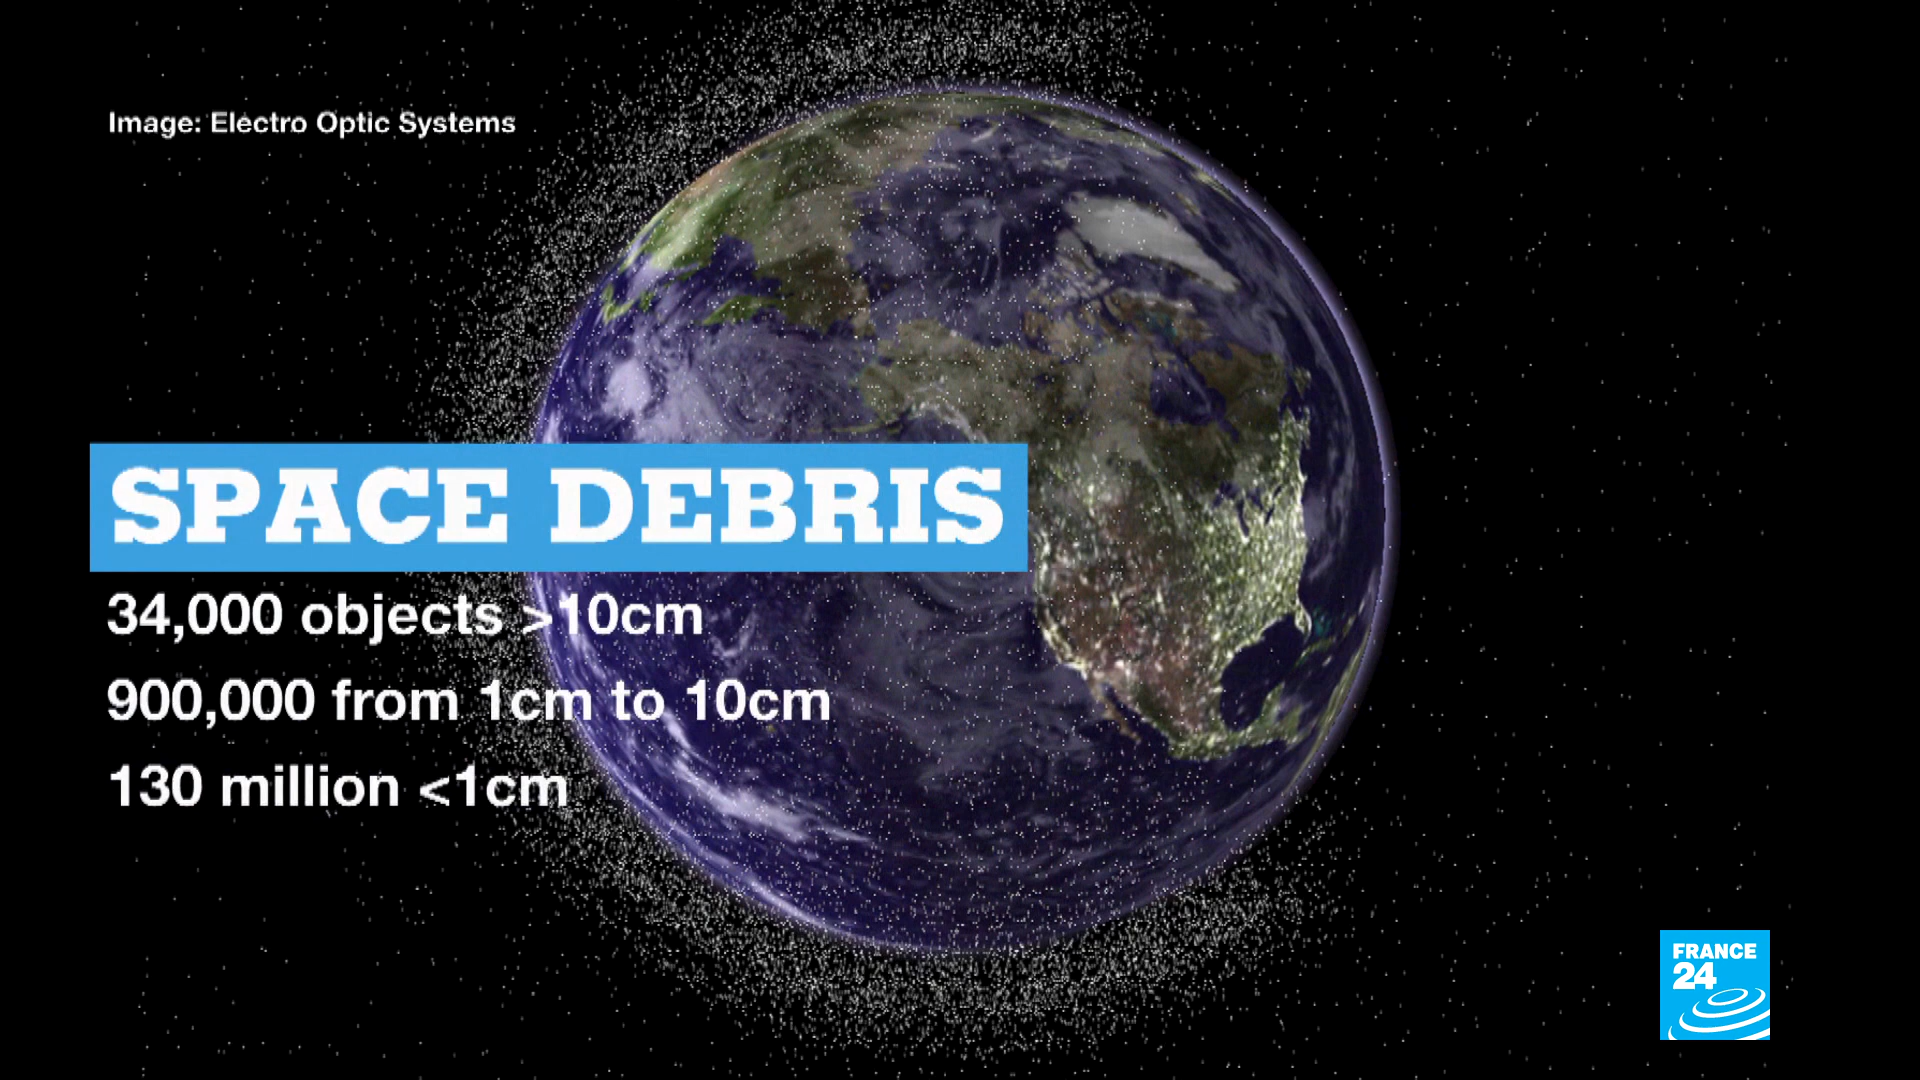 Image: Electro Optic Systems
SPACE DEBRIS
34,000 objects >10cm
900,000 from 1cm to 10cm
130 million <1cm
FRANCE
24